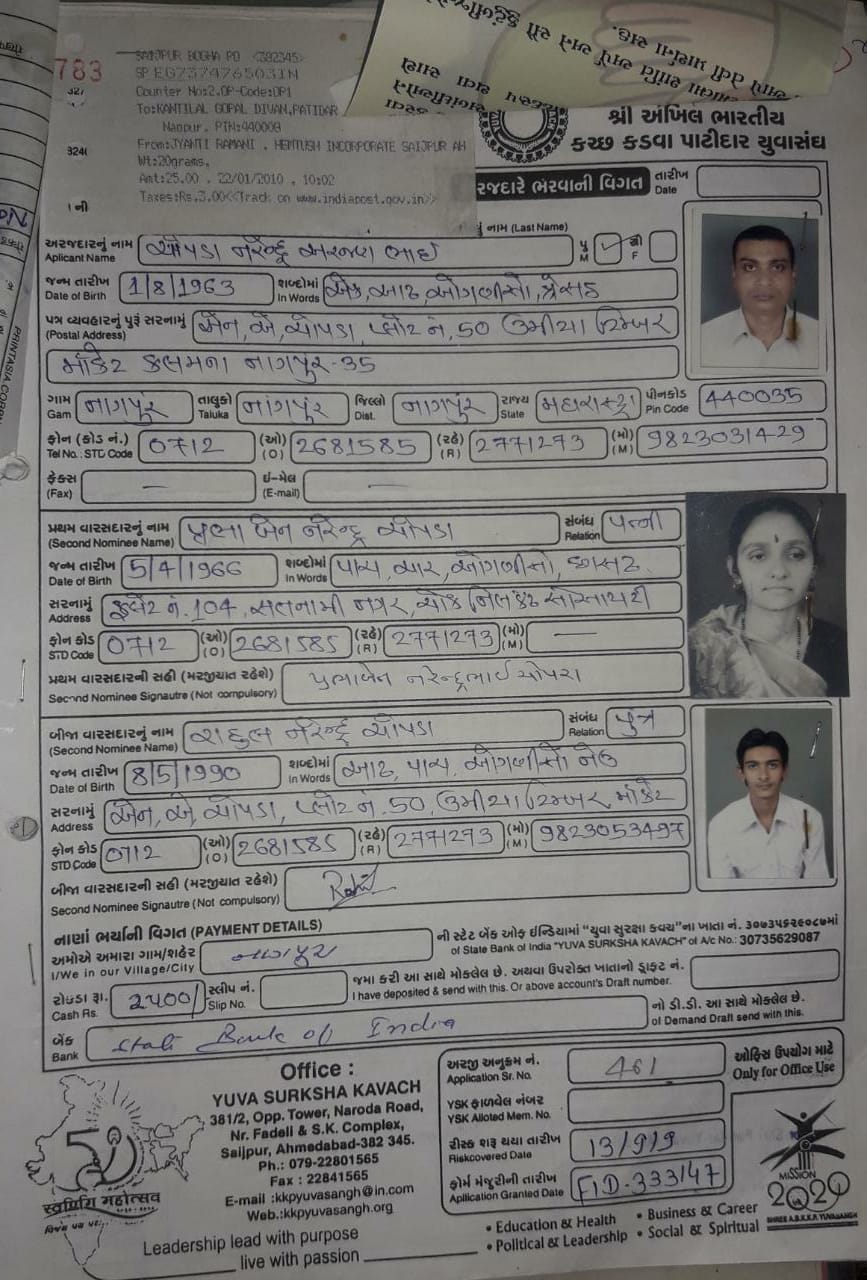 783
SAIJPUR BOGHA PO <382345>
SP EG737476503IN
Counter No:2,OP-Code:OP1
To:KANTILAL GOPAL DIVAN,PATIDAR
Nagpur, PIN:440008
From:JYANTI RAMANI , HEMTUSH INCORPORATE SAIJPUR AH
Wt:20grams,
Amt:25.00 , 22/01/2010 , 10:02
Taxes:Rs.3.00<<Track on www.indiapost.gov.in>>
શ્રી અખિલ ભારતીય
કચ્છ કડવા પાટીદાર યુવાસંઘ
રજદારે ભરવાની વિગત તારીખ Date
નામ (Last Name)
અરજદારનું નામ Aplicant Name ચોપડા નરેન્દ્ર અરજણ ભાઈ પુ M ✓ સ્ત્રી F
જન્મ તારીખ Date of Birth 1/8/1963 શબ્દોમાં In Words એક, આઠ, ઓગણીસો, ત્રેસઠ
પત્ર વ્યવહારનું પુરૂં સરનામું (Postal Address) એન, એ, ચોપડા, પ્લોટ નં, 50 ઉમીયા ટિમ્બર
માર્કેટ કલમના નાગપુર-35
ગામ Gam નાગપુર તાલુકો Taluka નાગપુર જિલ્લો Dist. નાગપુર રાજ્ય State મહારાષ્ટ્રા પીનકોડ Pin Code 440035
ફોન (કોડ નં.) Tel No.: STD Code 0712 (ઓ) (O) 2681585 (રહે) (R) 2771273 (મો) (M) 9823031429
ફેક્સ (Fax) — ઈ-મેલ (E-mail) —
પ્રથમ વારસદારનું નામ (Second Nominee Name) પ્રભા બેન નરેન્દ્ર ચોપડા સંબંધ Relation પત્ની
જન્મ તારીખ Date of Birth 5/4/1966 શબ્દોમાં In Words પાચ, ચાર, ઓગણીસો, છાસઠ
સરનામું Address ફ્લેટ નં. 104, સતનામી નગર, ચોક નિલકંઠ સોસાયટી
ફોન કોડ STD Code 0712 (ઓ) (O) 2681585 (રહે) (R) 2771273 (મો) (M) —
પ્રથમ વારસદારની સહી (મરજીયાત રહેશે) Second Nominee Signautre (Not compulsory) પ્રભાબેન નરેન્દ્રભાઈ ચોપરા
બીજા વારસદારનું નામ (Second Nominee Name) રાહુલ નરેન્દ્ર ચોપડા સંબંધ Relation પુત્ર
જન્મ તારીખ Date of Birth 8/5/1990 શબ્દોમાં In Words આઠ, પાચ, ઓગણીસો નેઉ
સરનામું Address એન, એ, ચોપડા, પ્લોટ નં. 50, ઉમીયા ટિમ્બર માર્કેટ
ફોન કોડ STD Code 0712 (ઓ) (O) 2681585 (રહે) (R) 2771273 (મો) (M) 9823053497
બીજા વારસદારની સહી (મરજીયાત રહેશે)
Second Nominee Signautre (Not compulsory)
નાણાં ભર્યાની વિગત (PAYMENT DETAILS)
ની સ્ટેટ બેંક ઓફ ઈન્ડિયામાં "યુવા સુરક્ષા કવચ"ના ખાતા નં. ૩૦૭૩૫૬૨૯૦૮૭માં
અમોએ અમારા ગામ/શહેર I/We in our Village/City નાગપુર of State Bank of India "YUVA SURKSHA KAVACH" of A/c No.: 30735629087
રોકડા રૂા. Cash Rs. 2400/ સ્લીપ નં. Slip No. જમા કરી આ સાથે મોકલેલ છે. અથવા ઉપરોક્ત ખાતાનો ડ્રાફટ નં. I have deposited & send with this. Or above account's Draft number.
બેંક Bank State Bank of India નો ડી.ડી. આ સાથે મોકલેલ છે. of Demand Draft send with this.
Office :
YUVA SURKSHA KAVACH
381/2, Opp. Tower, Naroda Road,
Nr. Fadell & S.K. Complex,
Saijpur, Ahmedabad-382 345.
Ph.: 079-22801565
Fax : 22841565
E-mail :kkpyuvasangh@in.com
Web.:kkpyuvasangh.org
Leadership lead with purpose
live with passion
અરજી અનુક્રમ નં. Application Sr. No. 461
ઓફિસ ઉપયોગ માટે
Only for Office Use
YSK ફાળવેલ નંબર YSK Alloted Mem. No.
રીસ્ક શરૂ થયા તારીખ Riskcovered Date 13/9/9
ફોર્મ મંજુરીની તારીખ Apllication Granted Date FID-333/47
સ્વર્ણિમ મહોત્સવ
MISSION
2020
SHREE A.B.K.K.P. YUVASANGH
• Education & Health • Business & Career
• Political & Leadership • Social & Spiritual